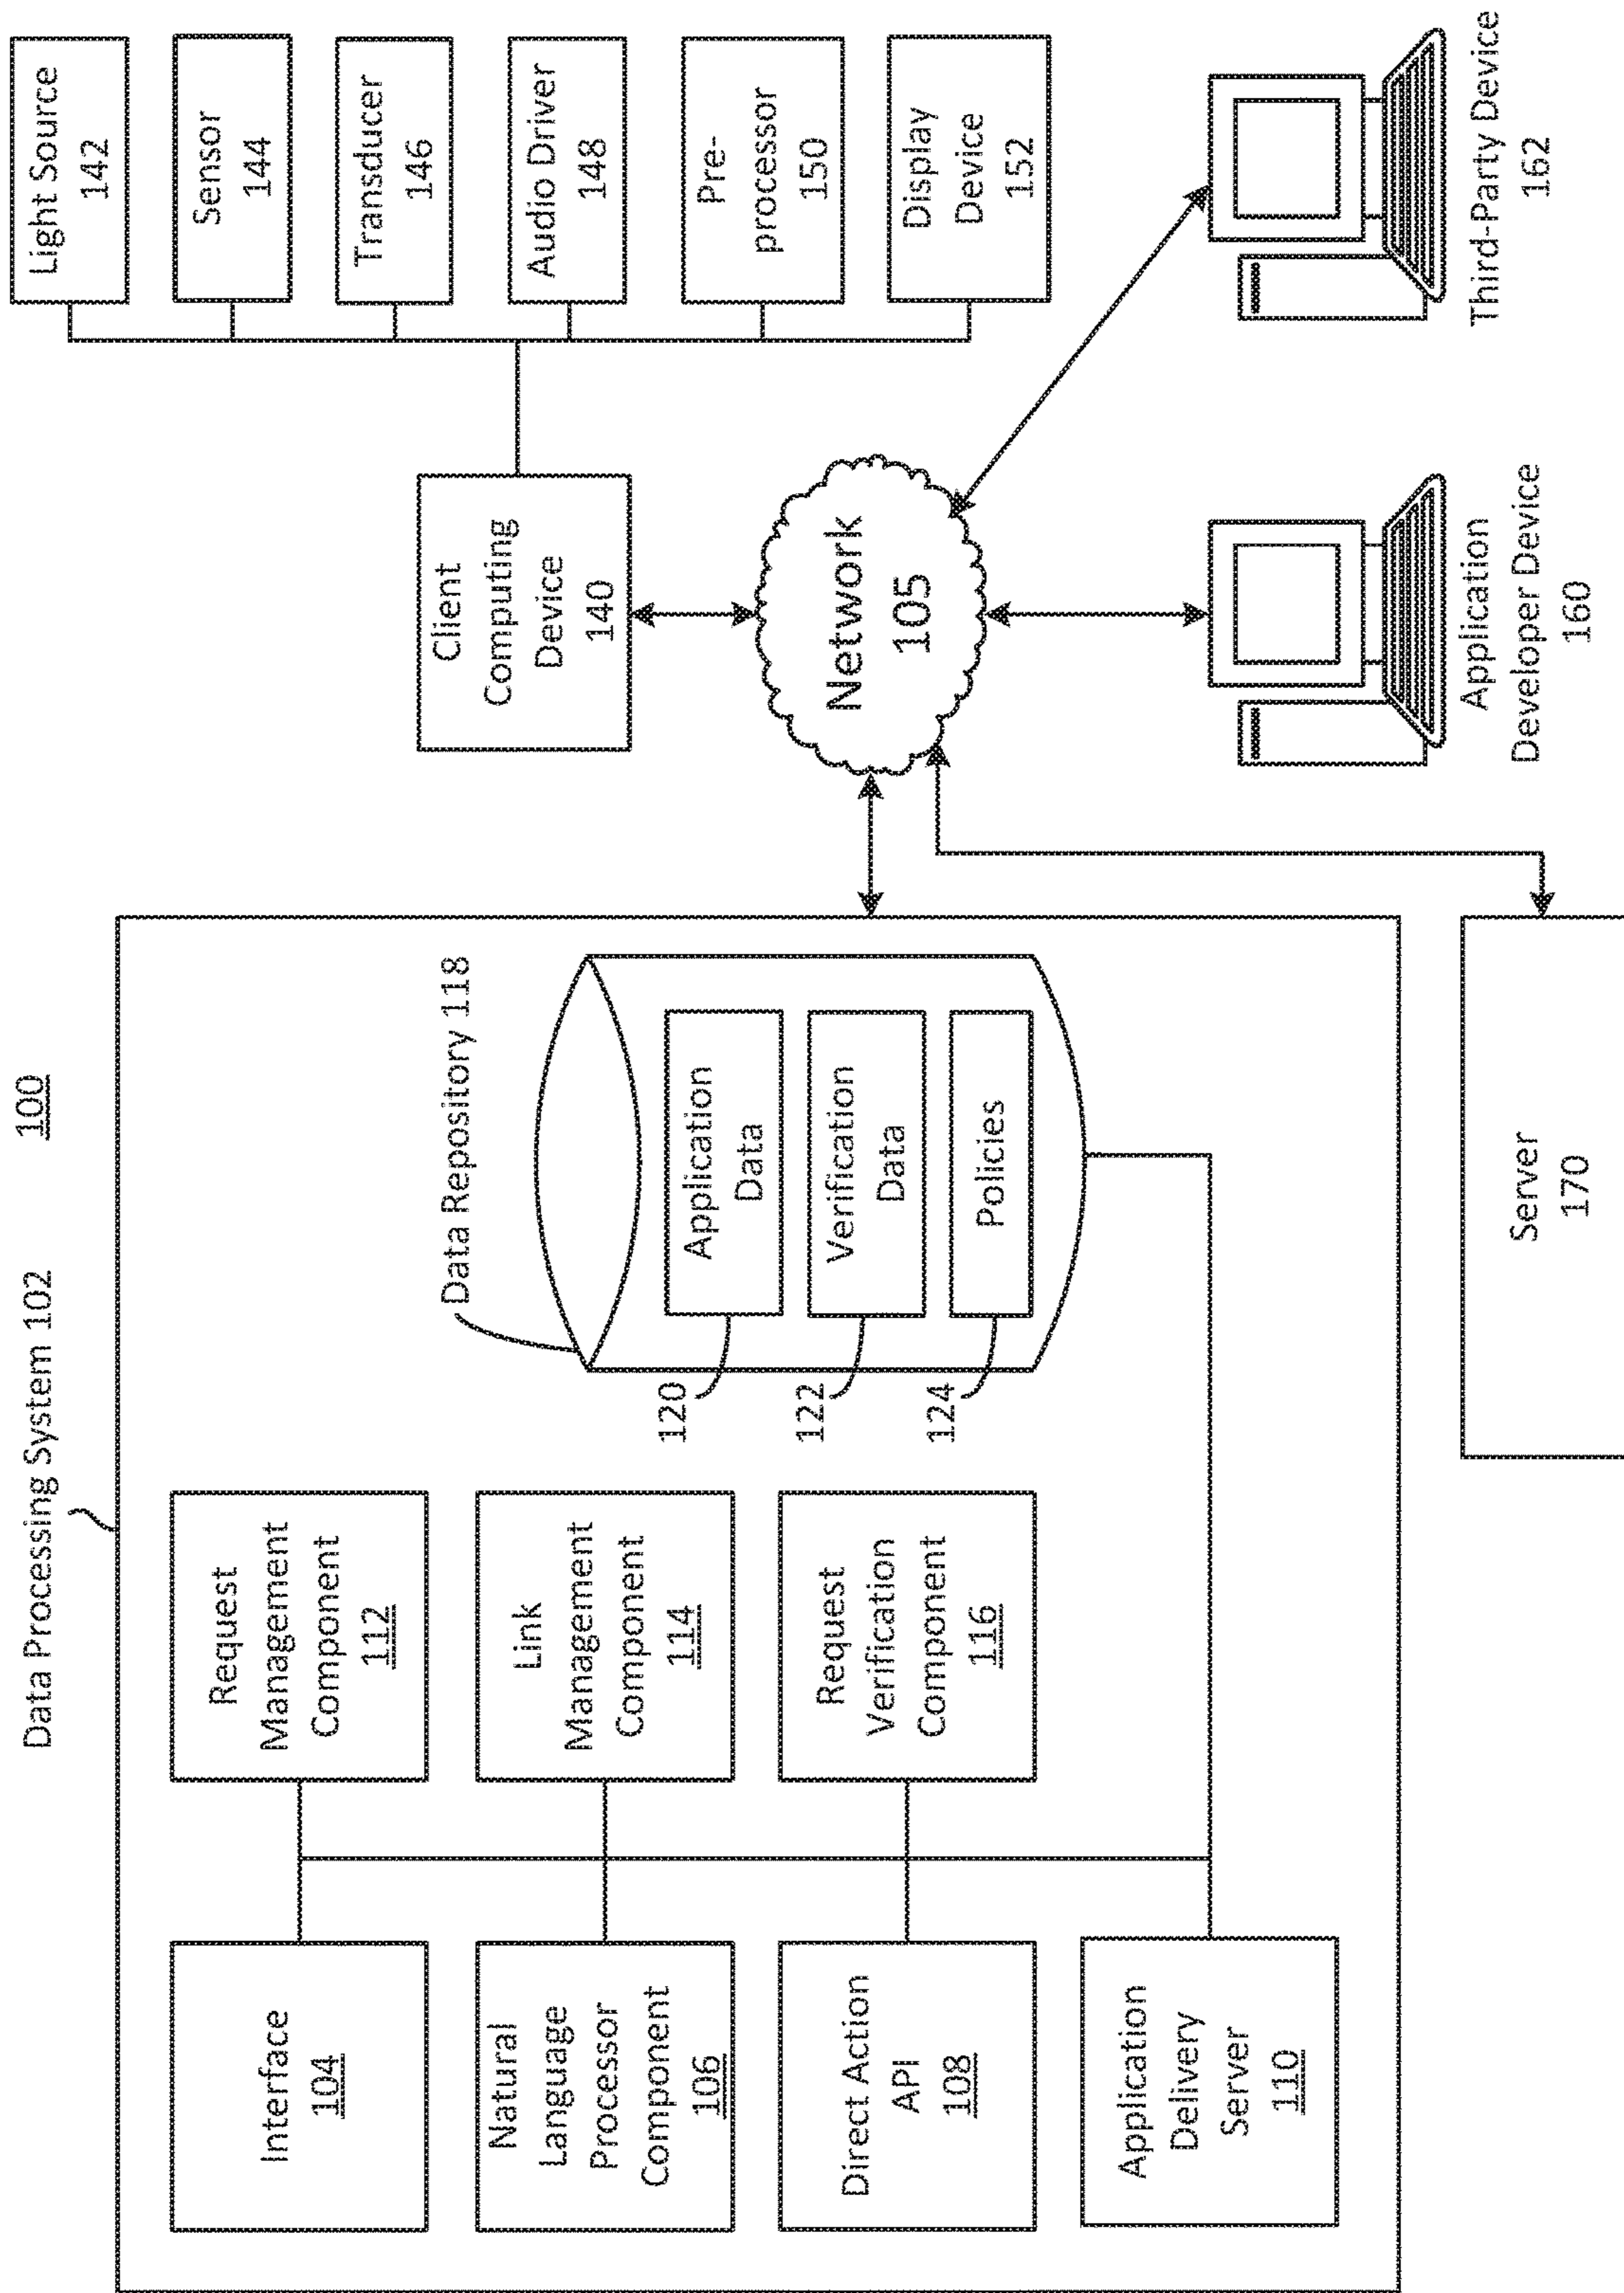 100
Data Processing System 102
Interface
104
Natural
Language
Processor
Component
106
Direct Action
API
108
Application
Delivery
Server
110
Request
Management
Component
112
Link
Management
Component
114
Request
Verification
Component
116
Data Repository 118
120
Application
Data
122
Verification
Data
124
Policies
Server
170
Network
105
Client
Computing
Device
140
Light Source
142
Sensor
144
Transducer
146
Audio Driver
148
Pre-
processor
150
Display
Device
152
Application
Developer Device
160
Third-Party Device
162